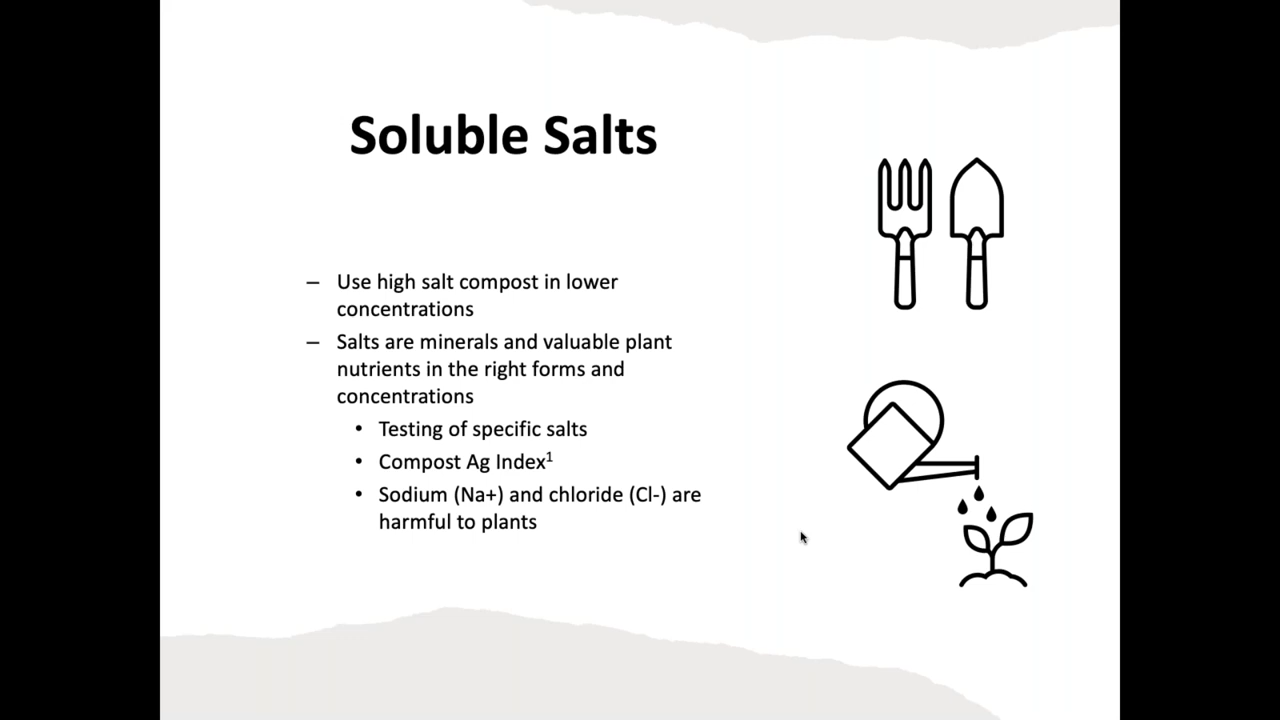 Soluble Salts
– Use high salt compost in lower
concentrations
– Salts are minerals and valuable plant
nutrients in the right forms and
concentrations
• Testing of specific salts
• Compost Ag Index¹
• Sodium (Na+) and chloride (Cl-) are
harmful to plants